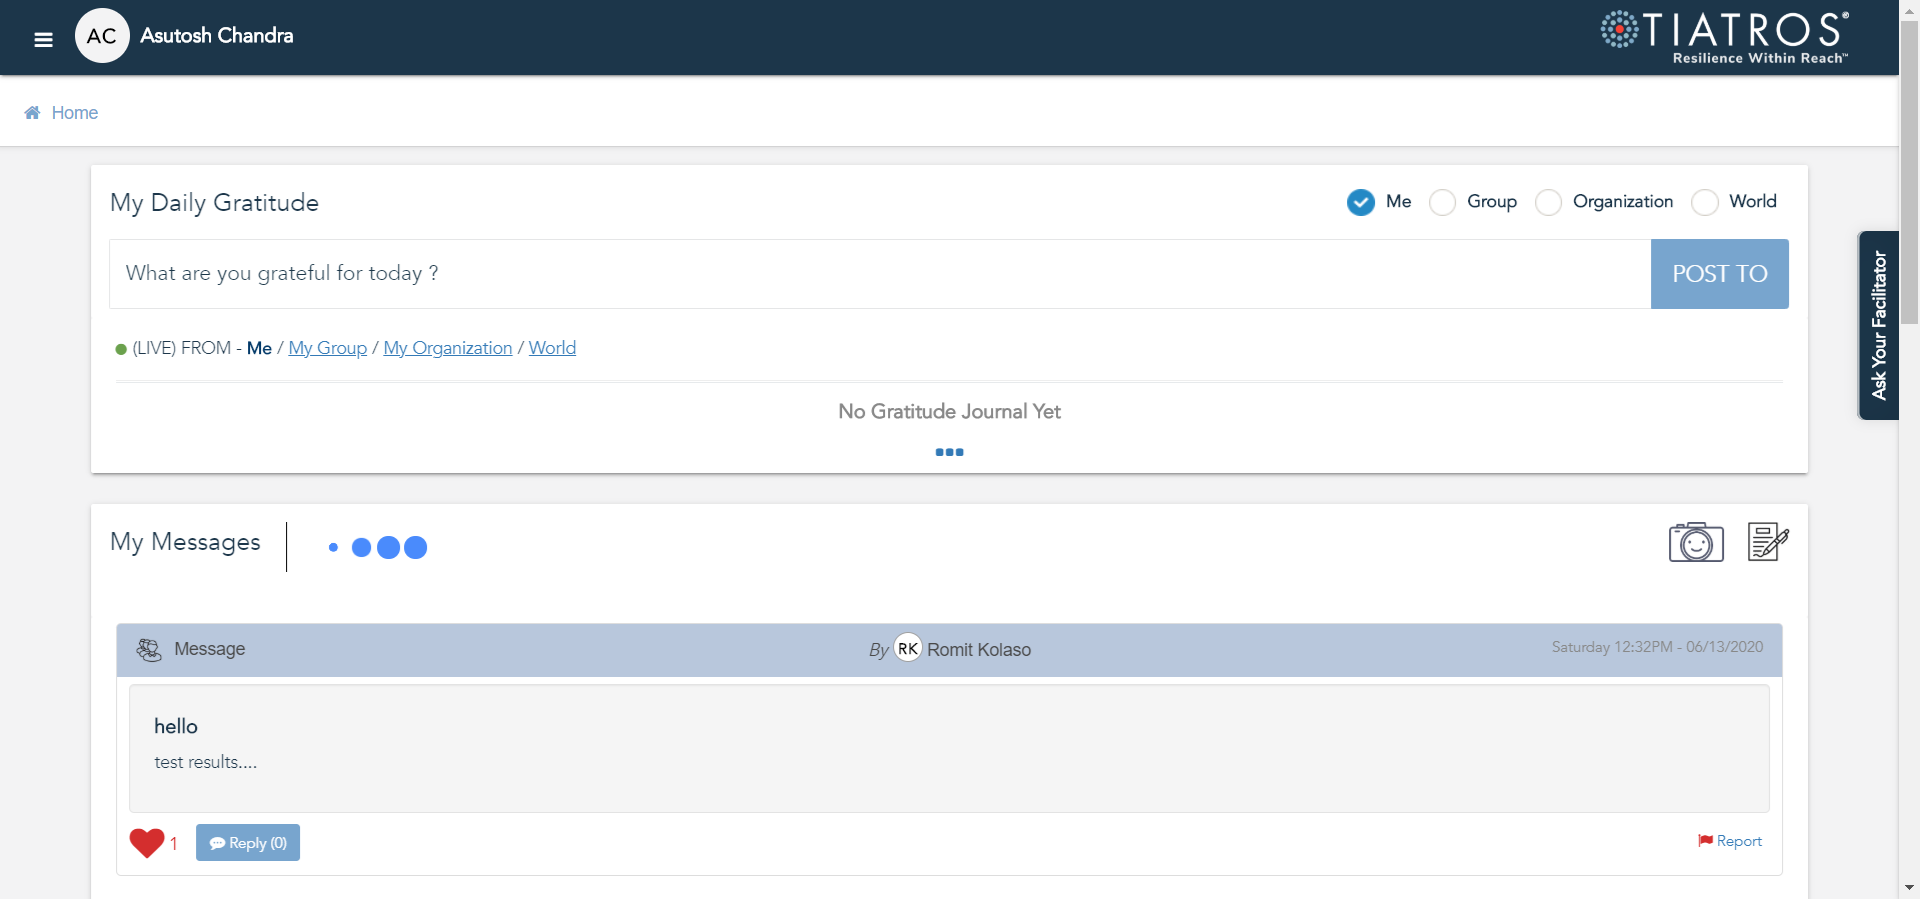 AC Asutosh Chandra
TIATROS®
Resilience Within Reach™
Home
My Daily Gratitude
Me Group Organization World
What are you grateful for today ?
POST TO
Ask Your Facilitator
(LIVE) FROM - Me / My Group / My Organization / World
No Gratitude Journal Yet
My Messages
Message
By RK Romit Kolaso
Saturday 12:32PM - 06/13/2020
hello
test results....
1
Reply (0)
Report